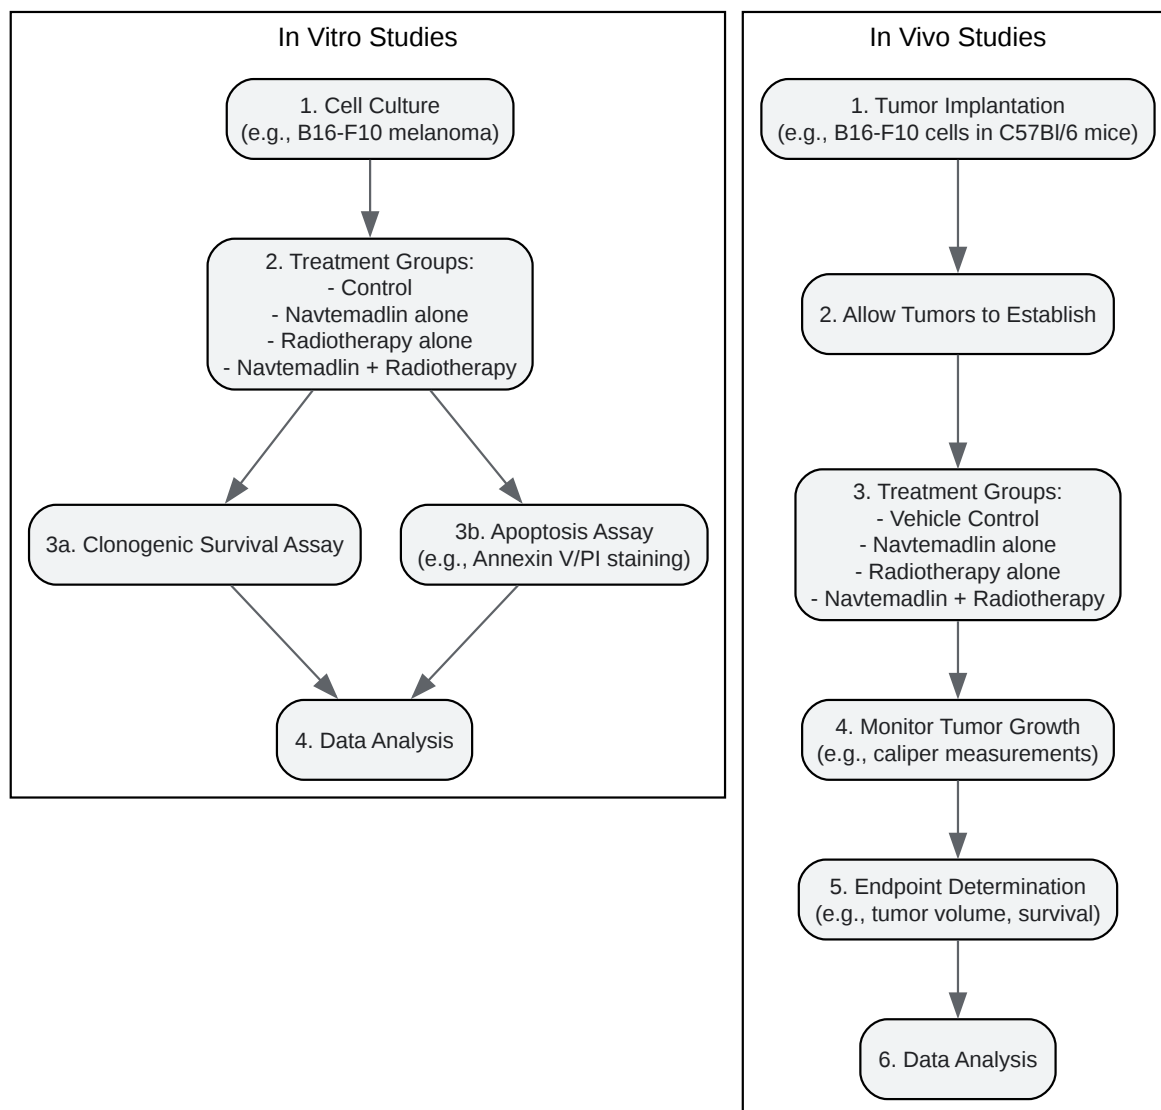 In Vitro Studies
1. Cell Culture
(e.g., B16-F10 melanoma)
2. Treatment Groups:
- Control
- Navtemadlin alone
- Radiotherapy alone
- Navtemadlin + Radiotherapy
3a. Clonogenic Survival Assay
3b. Apoptosis Assay
(e.g., Annexin V/PI staining)
4. Data Analysis
In Vivo Studies
1. Tumor Implantation
(e.g., B16-F10 cells in C57Bl/6 mice)
2. Allow Tumors to Establish
3. Treatment Groups:
- Vehicle Control
- Navtemadlin alone
- Radiotherapy alone
- Navtemadlin + Radiotherapy
4. Monitor Tumor Growth
(e.g., caliper measurements)
5. Endpoint Determination
(e.g., tumor volume, survival)
6. Data Analysis